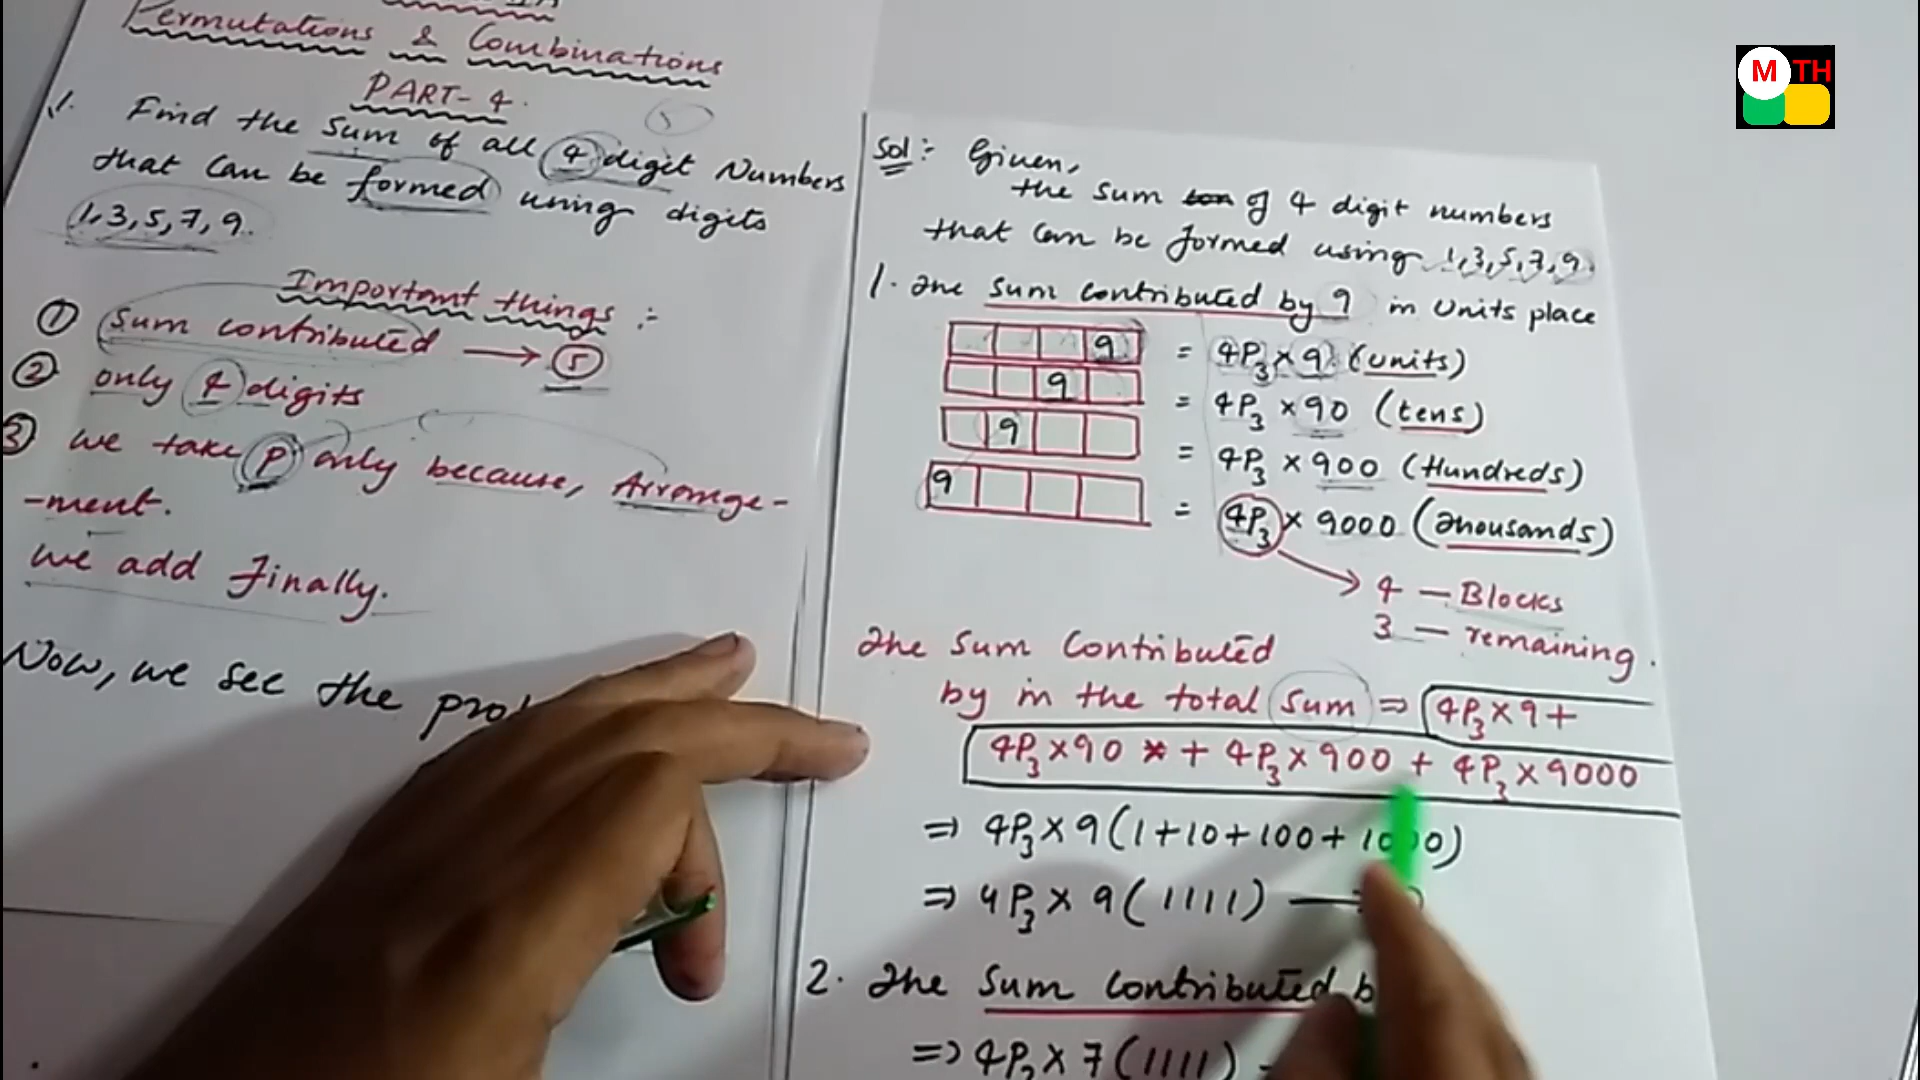 Permutations & Combinations
PART-4.
1. Find the sum of all 4 digit Numbers
that can be formed using digits
1,3,5,7,9.
Important things :-
① Sum contributed → 5
② only 4 digits
③ we take P only because, Arrange-
-ment.
we add finally.
Now, we see the
M TH
Sol :- Given,
the sum of 4 digit numbers
that can be formed using 1,3,5,7,9.
1. The sum contributed by 9 in units place
9 = 4P3 × 9 (units)
9 = 4P3 × 90 (tens)
9 = 4P3 × 900 (Hundreds)
9 = 4P3 × 9000 (Thousands)
4 — Blocks
3 — remaining.
The sum contributed
by in the total sum ⇒ 4P3 × 9 +
4P3 × 90 + 4P3 × 900 + 4P3 × 9000
⇒ 4P3 × 9 (1+10+100+1000)
⇒ 4P3 × 9 (1111)
2. The sum contributed
⇒ 4P3 × 7 (1111)